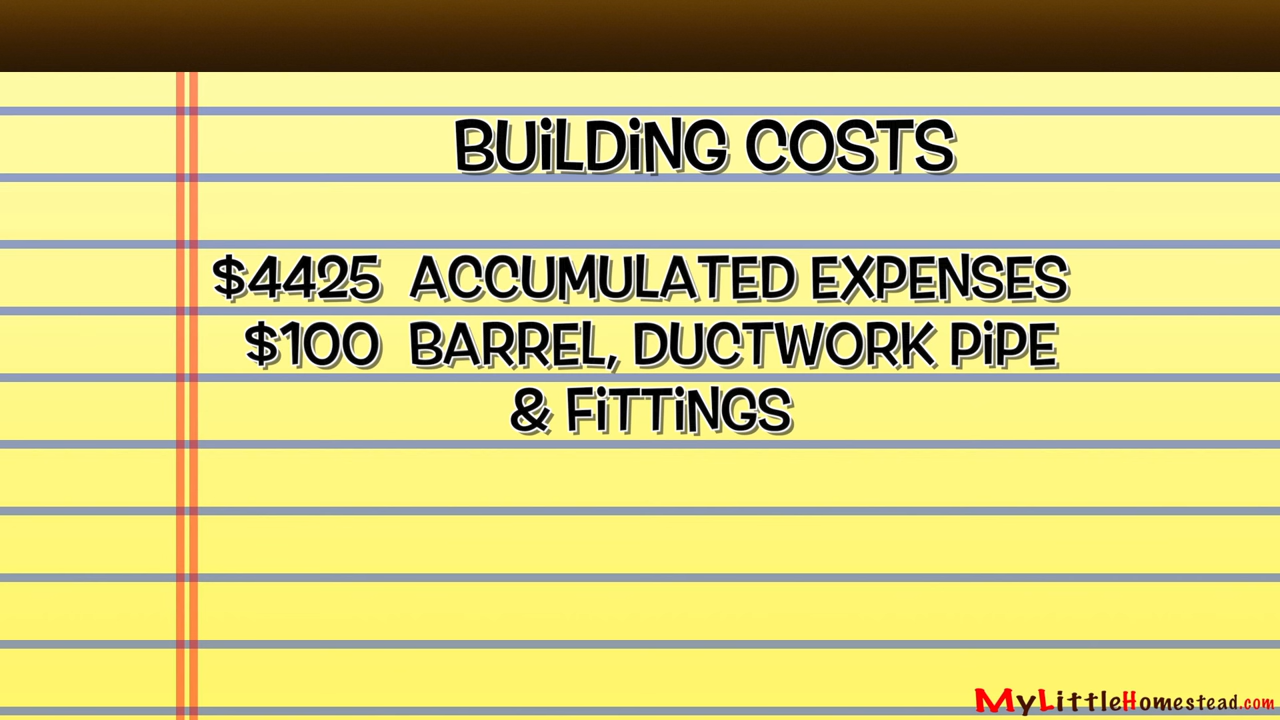 BUiLDiNG COSTS
$4425 ACCUMULATED EXPENSES
$100 BARREL, DUCTWORK PiPE
& FiTTiNGS
MyLittleHomestead.com